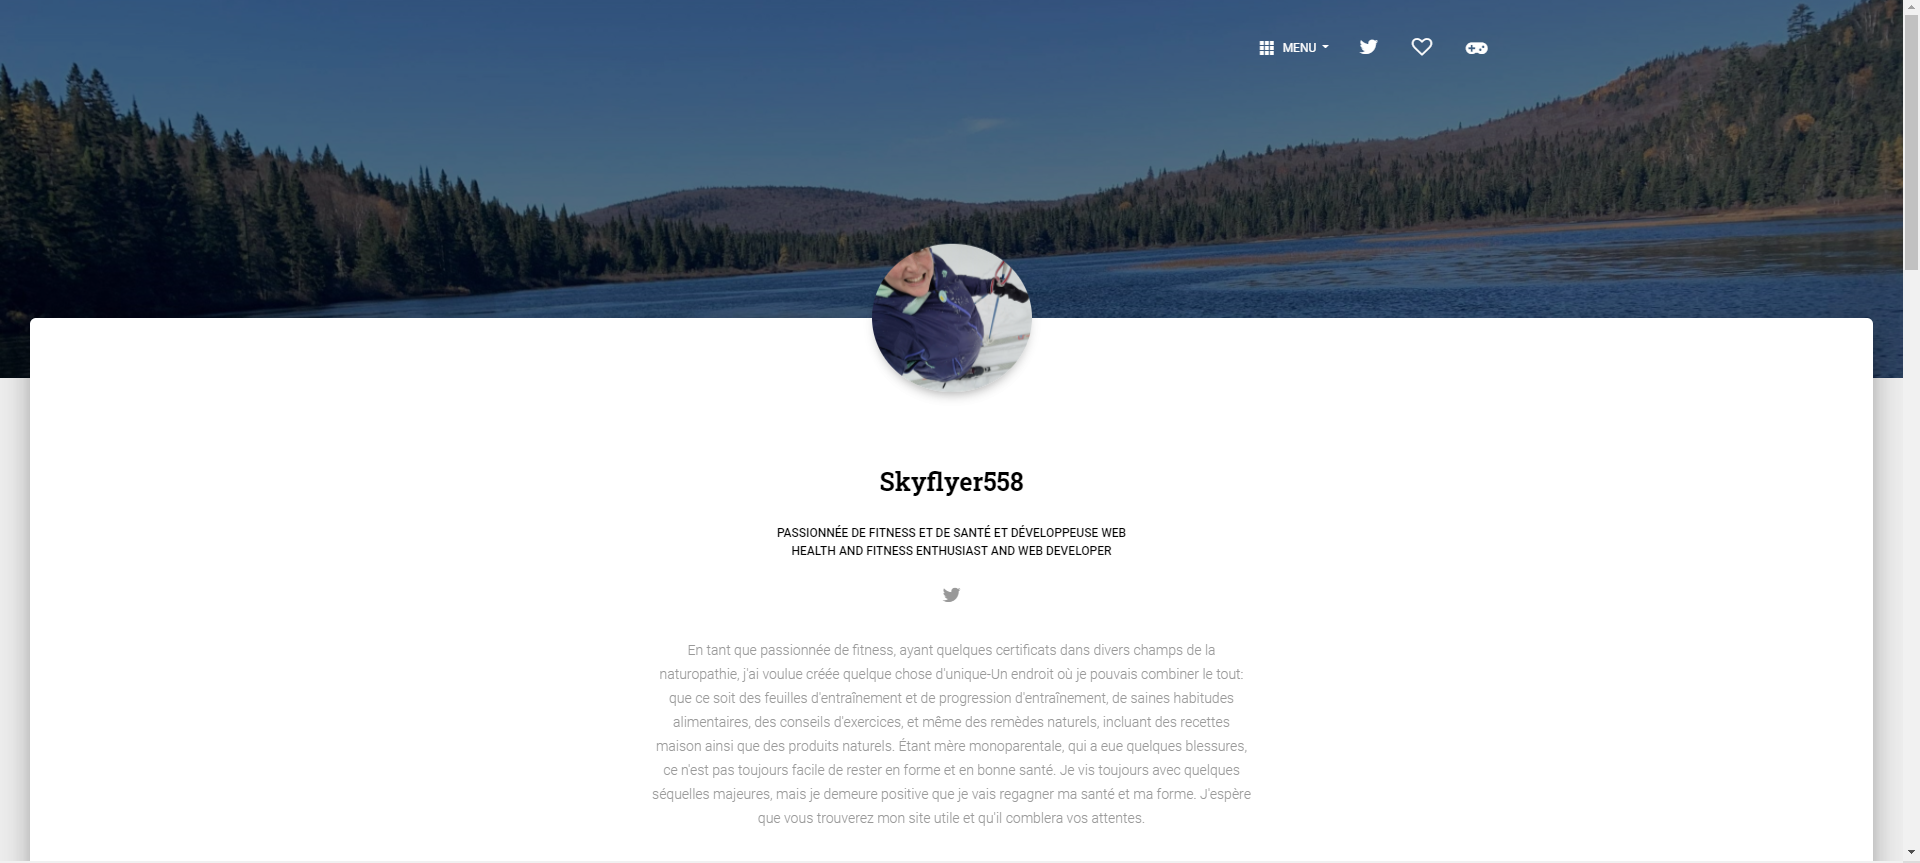 MENU
Skyflyer558
PASSIONNÉE DE FITNESS ET DE SANTÉ ET DÉVELOPPEUSE WEB
HEALTH AND FITNESS ENTHUSIAST AND WEB DEVELOPER
En tant que passionnée de fitness, ayant quelques certificats dans divers champs de la
naturopathie, j'ai voulue créée quelque chose d'unique-Un endroit où je pouvais combiner le tout:
que ce soit des feuilles d'entraînement et de progression d'entraînement, de saines habitudes
alimentaires, des conseils d'exercices, et même des remèdes naturels, incluant des recettes
maison ainsi que des produits naturels. Étant mère monoparentale, qui a eue quelques blessures,
ce n'est pas toujours facile de rester en forme et en bonne santé. Je vis toujours avec quelques
séquelles majeures, mais je demeure positive que je vais regagner ma santé et ma forme. J'espère
que vous trouverez mon site utile et qu'il comblera vos attentes.